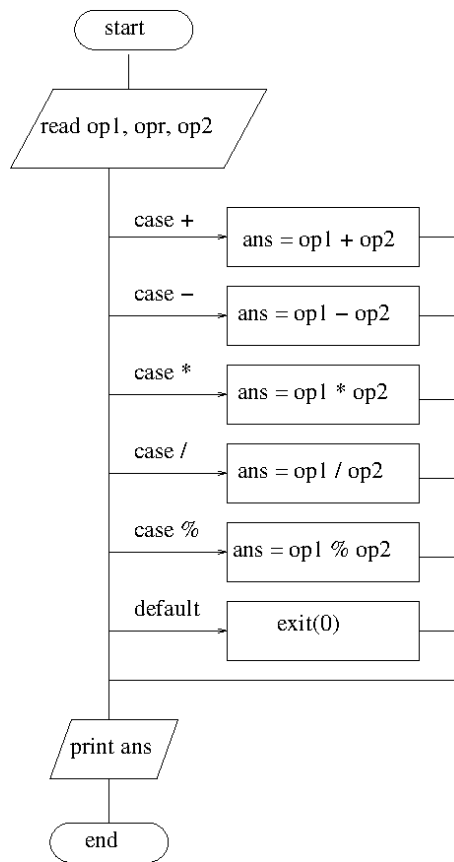 start
read op1, opr, op2
case +
ans = op1 + op2
case −
ans = op1 − op2
case *
ans = op1 * op2
case /
ans = op1 / op2
case %
ans = op1 % op2
default
exit(0)
print ans
end